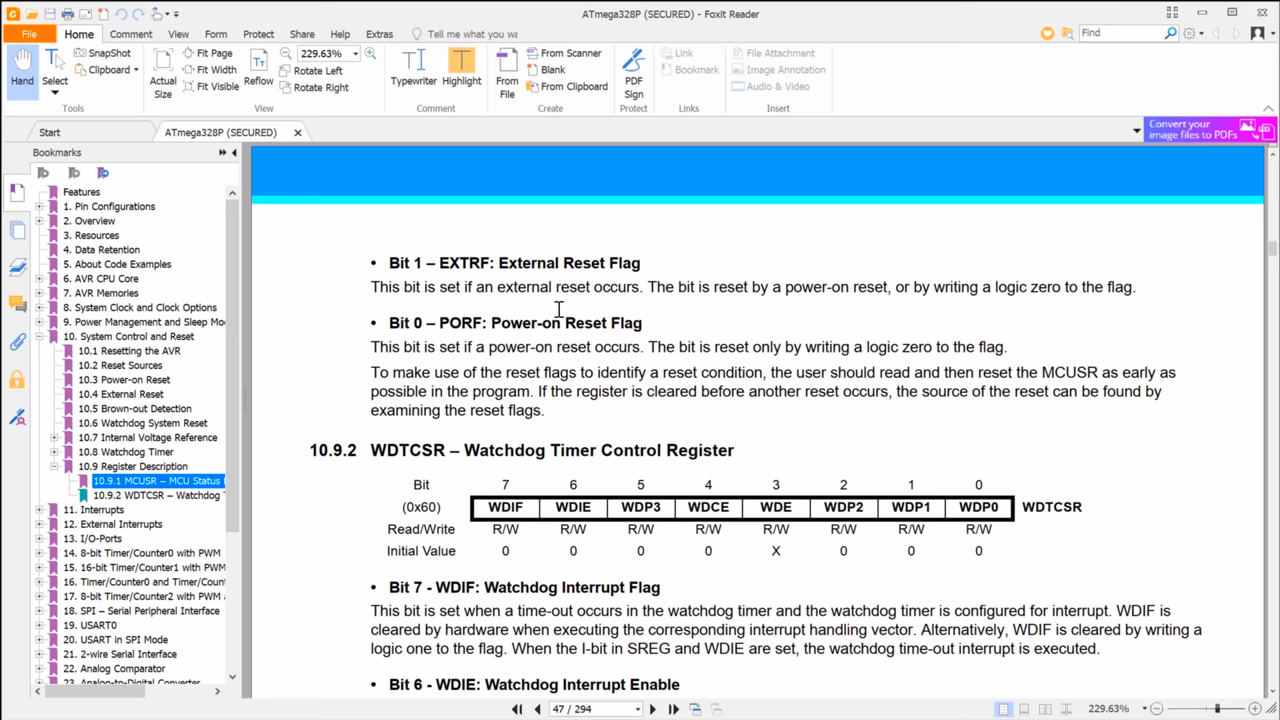 ATmega328P (SECURED) - Foxit Reader
File Home Comment View Form Protect Share Help Extras Tell me what you wa Find
Hand
Select
SnapShot
Clipboard
Tools
Actual Size
Fit Page
Fit Width
Fit Visible
Reflow
229.63%
Rotate Left
Rotate Right
View
Typewriter
Highlight
Comment
From File
From Scanner
Blank
From Clipboard
Create
PDF Sign
Protect
Link
Bookmark
Links
File Attachment
Image Annotation
Audio & Video
Insert
Start ATmega328P (SECURED)
Convert your
image files to PDFs
Bookmarks
Features
1. Pin Configurations
2. Overview
3. Resources
4. Data Retention
5. About Code Examples
6. AVR CPU Core
7. AVR Memories
8. System Clock and Clock Options
9. Power Management and Sleep Mo
10. System Control and Reset
10.1 Resetting the AVR
10.2 Reset Sources
10.3 Power-on Reset
10.4 External Reset
10.5 Brown-out Detection
10.6 Watchdog System Reset
10.7 Internal Voltage Reference
10.8 Watchdog Timer
10.9 Register Description
10.9.1 MCUSR – MCU Status
10.9.2 WDTCSR – Watchdog
11. Interrupts
12. External Interrupts
13. I/O-Ports
14. 8-bit Timer/Counter0 with PWM
15. 16-bit Timer/Counter1 with PWM
16. Timer/Counter0 and Timer/Coun
17. 8-bit Timer/Counter2 with PWM
18. SPI – Serial Peripheral Interface
19. USART0
20. USART in SPI Mode
21. 2-wire Serial Interface
22. Analog Comparator
23. Analog-to-Digital Converter
• Bit 1 – EXTRF: External Reset Flag
This bit is set if an external reset occurs. The bit is reset by a power-on reset, or by writing a logic zero to the flag.
• Bit 0 – PORF: Power-on Reset Flag
This bit is set if a power-on reset occurs. The bit is reset only by writing a logic zero to the flag.
To make use of the reset flags to identify a reset condition, the user should read and then reset the MCUSR as early as
possible in the program. If the register is cleared before another reset occurs, the source of the reset can be found by
examining the reset flags.
10.9.2 WDTCSR – Watchdog Timer Control Register
Bit 7 6 5 4 3 2 1 0
(0x60) WDIF WDIE WDP3 WDCE WDE WDP2 WDP1 WDP0 WDTCSR
Read/Write R/W R/W R/W R/W R/W R/W R/W R/W
Initial Value 0 0 0 0 X 0 0 0
• Bit 7 - WDIF: Watchdog Interrupt Flag
This bit is set when a time-out occurs in the watchdog timer and the watchdog timer is configured for interrupt. WDIF is
cleared by hardware when executing the corresponding interrupt handling vector. Alternatively, WDIF is cleared by writing a
logic one to the flag. When the I-bit in SREG and WDIE are set, the watchdog time-out interrupt is executed.
• Bit 6 - WDIE: Watchdog Interrupt Enable
47 / 294
229.63%